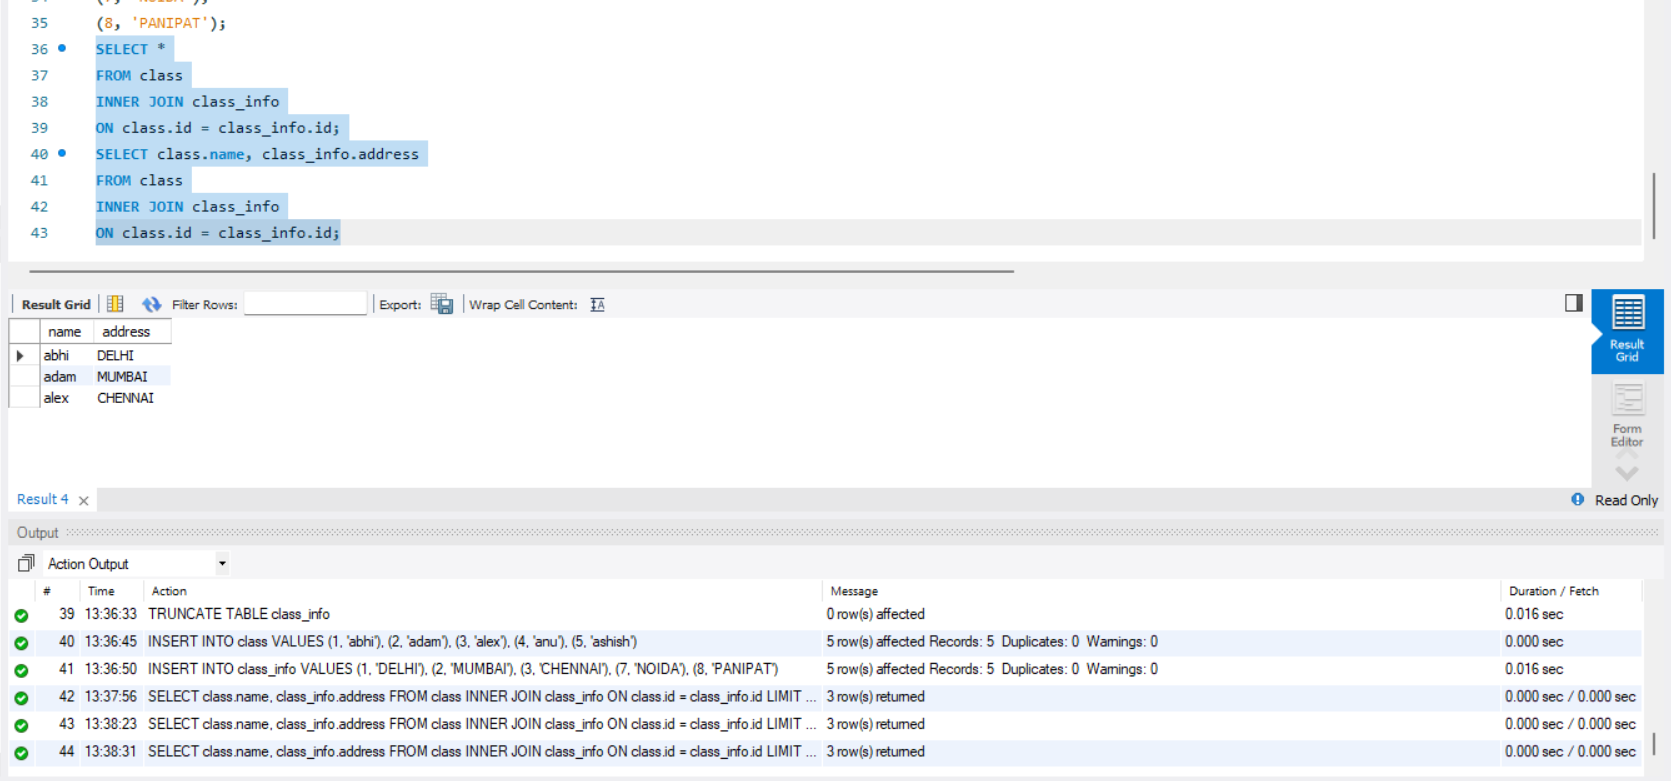 35 (8, 'PANIPAT');
36 SELECT *
37 FROM class
38 INNER JOIN class_info
39 ON class.id = class_info.id;
40 SELECT class.name, class_info.address
41 FROM class
42 INNER JOIN class_info
43 ON class.id = class_info.id;
Result Grid Filter Rows: Export: Wrap Cell Content:
name address
abhi DELHI
adam MUMBAI
alex CHENNAI
Result
Grid
Form
Editor
Result 4 Read Only
Output
Action Output
# Time Action Message Duration / Fetch
39 13:36:33 TRUNCATE TABLE class_info 0 row(s) affected 0.016 sec
40 13:36:45 INSERT INTO class VALUES (1, 'abhi'), (2, 'adam'), (3, 'alex'), (4, 'anu'), (5, 'ashish') 5 row(s) affected Records: 5 Duplicates: 0 Warnings: 0 0.000 sec
41 13:36:50 INSERT INTO class_info VALUES (1, 'DELHI'), (2, 'MUMBAI'), (3, 'CHENNAI'), (7, 'NOIDA'), (8, 'PANIPAT') 5 row(s) affected Records: 5 Duplicates: 0 Warnings: 0 0.016 sec
42 13:37:56 SELECT class.name, class_info.address FROM class INNER JOIN class_info ON class.id = class_info.id LIMIT ... 3 row(s) returned 0.000 sec / 0.000 sec
43 13:38:23 SELECT class.name, class_info.address FROM class INNER JOIN class_info ON class.id = class_info.id LIMIT ... 3 row(s) returned 0.000 sec / 0.000 sec
44 13:38:31 SELECT class.name, class_info.address FROM class INNER JOIN class_info ON class.id = class_info.id LIMIT ... 3 row(s) returned 0.000 sec / 0.000 sec